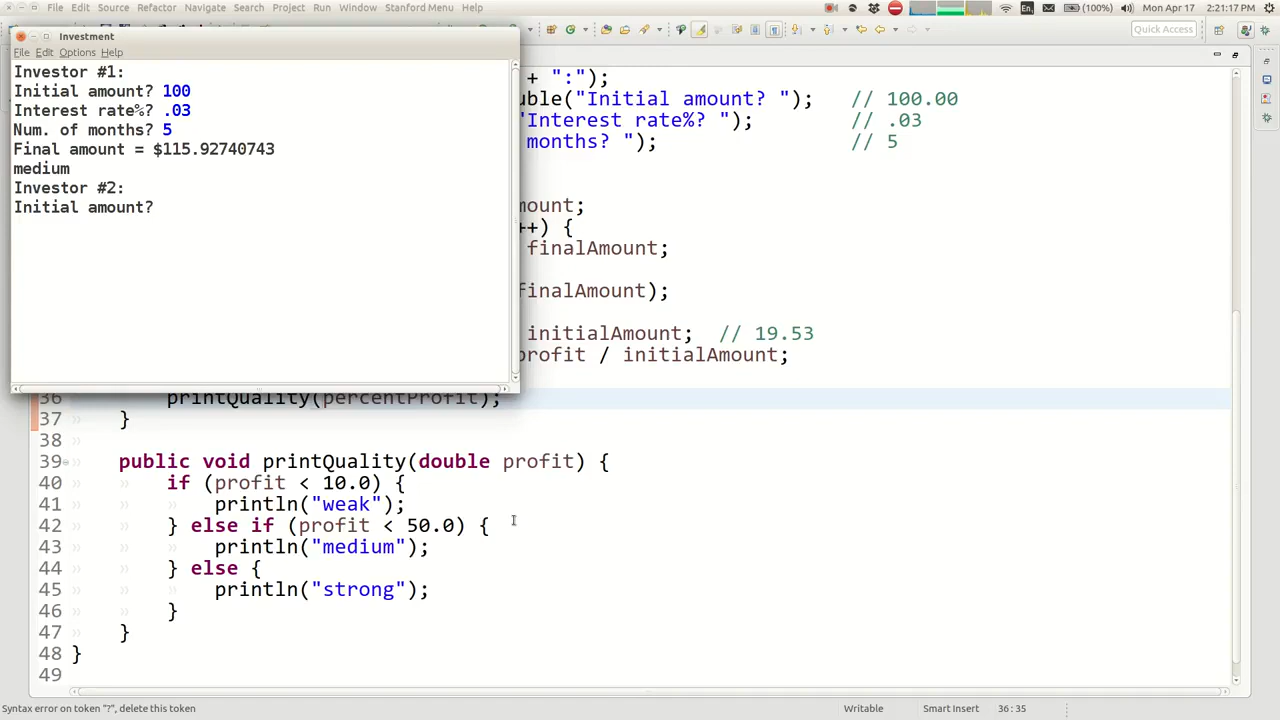 File Edit Source Refactor Navigate Search Project Run Window Stanford Menu Help
En (100%) Mon Apr 17 2:21:17 PM
Quick Access
Investment
File Edit Options Help
Investor #1:
Initial amount? 100
Interest rate%? .03
Num. of months? 5
Final amount = $115.92740743
medium
Investor #2:
Initial amount?
+ ":");
uble("Initial amount? "); // 100.00
"Interest rate%? "); // .03
months? "); // 5
mount;
++) {
finalAmount;
finalAmount);
initialAmount; // 19.53
profit / initialAmount;
36 printQuality(percentProfit);
37 }
38
39 public void printQuality(double profit) {
40 if (profit < 10.0) {
41 println("weak");
42 } else if (profit < 50.0) {
43 println("medium");
44 } else {
45 println("strong");
46 }
47 }
48 }
49
Syntax error on token "?", delete this token Writable Smart Insert 36 : 35